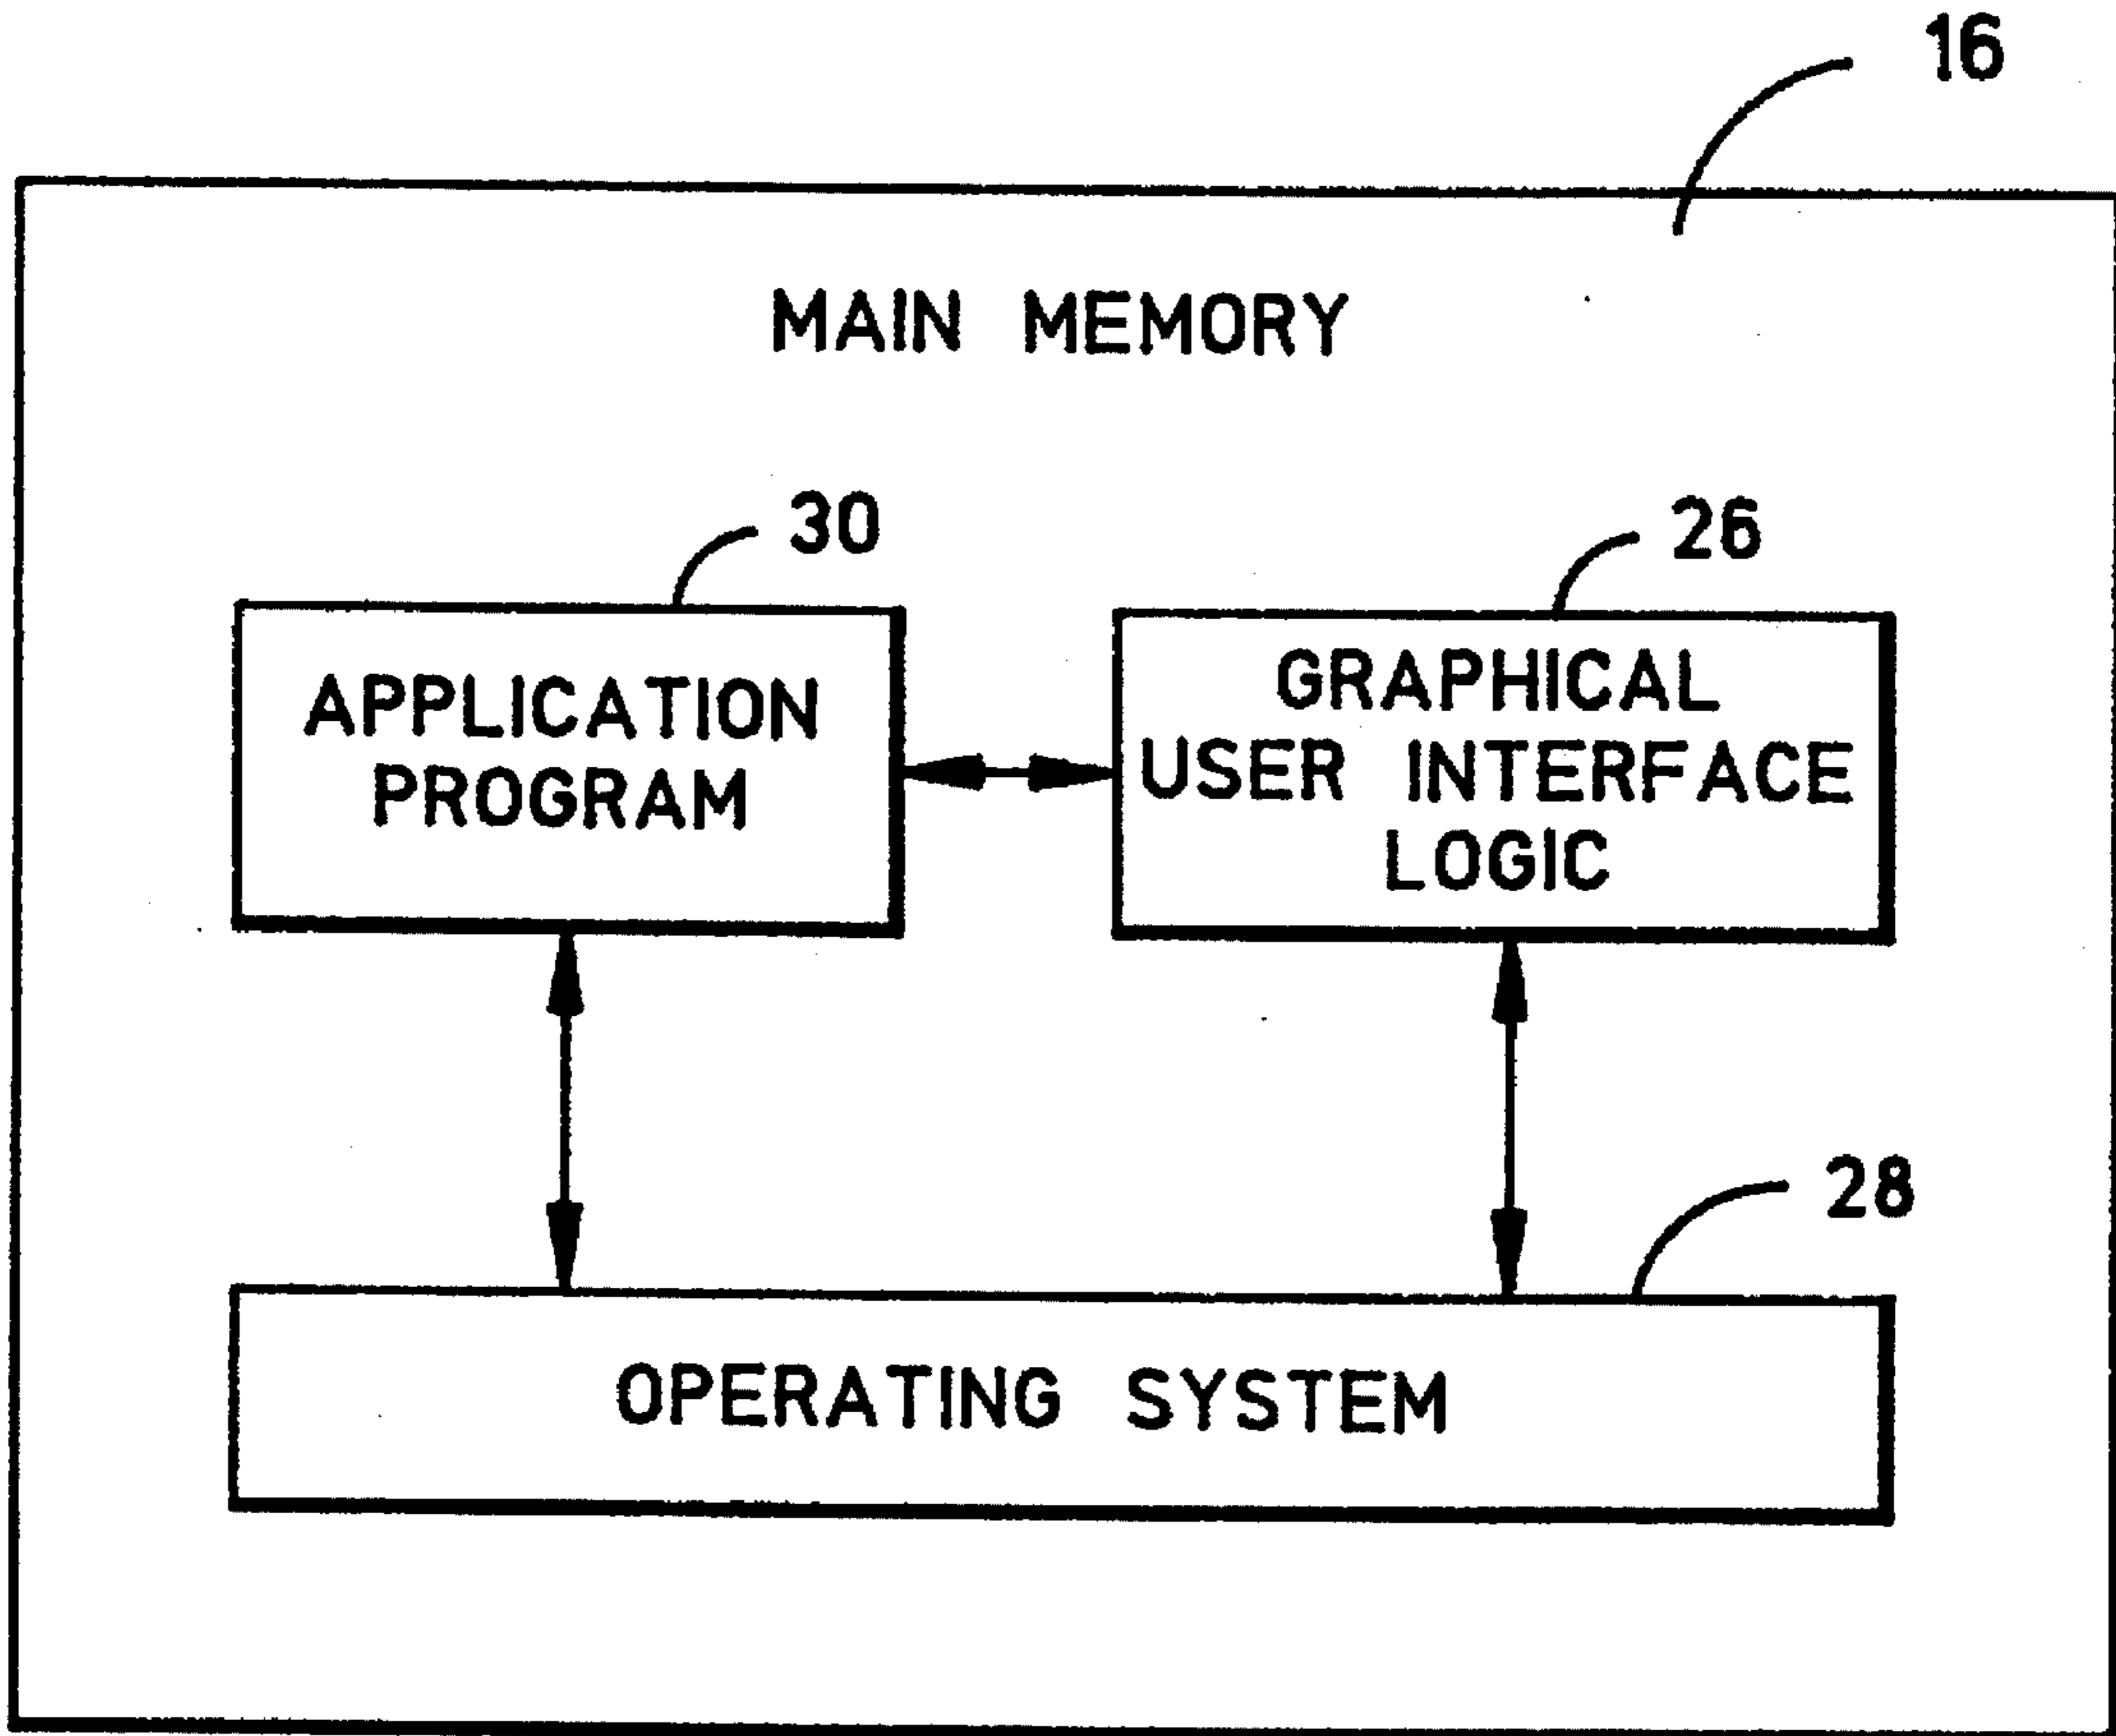 16
MAIN MEMORY
30
26
APPLICATION
PROGRAM
GRAPHICAL
USER INTERFACE
LOGIC
28
OPERATING SYSTEM